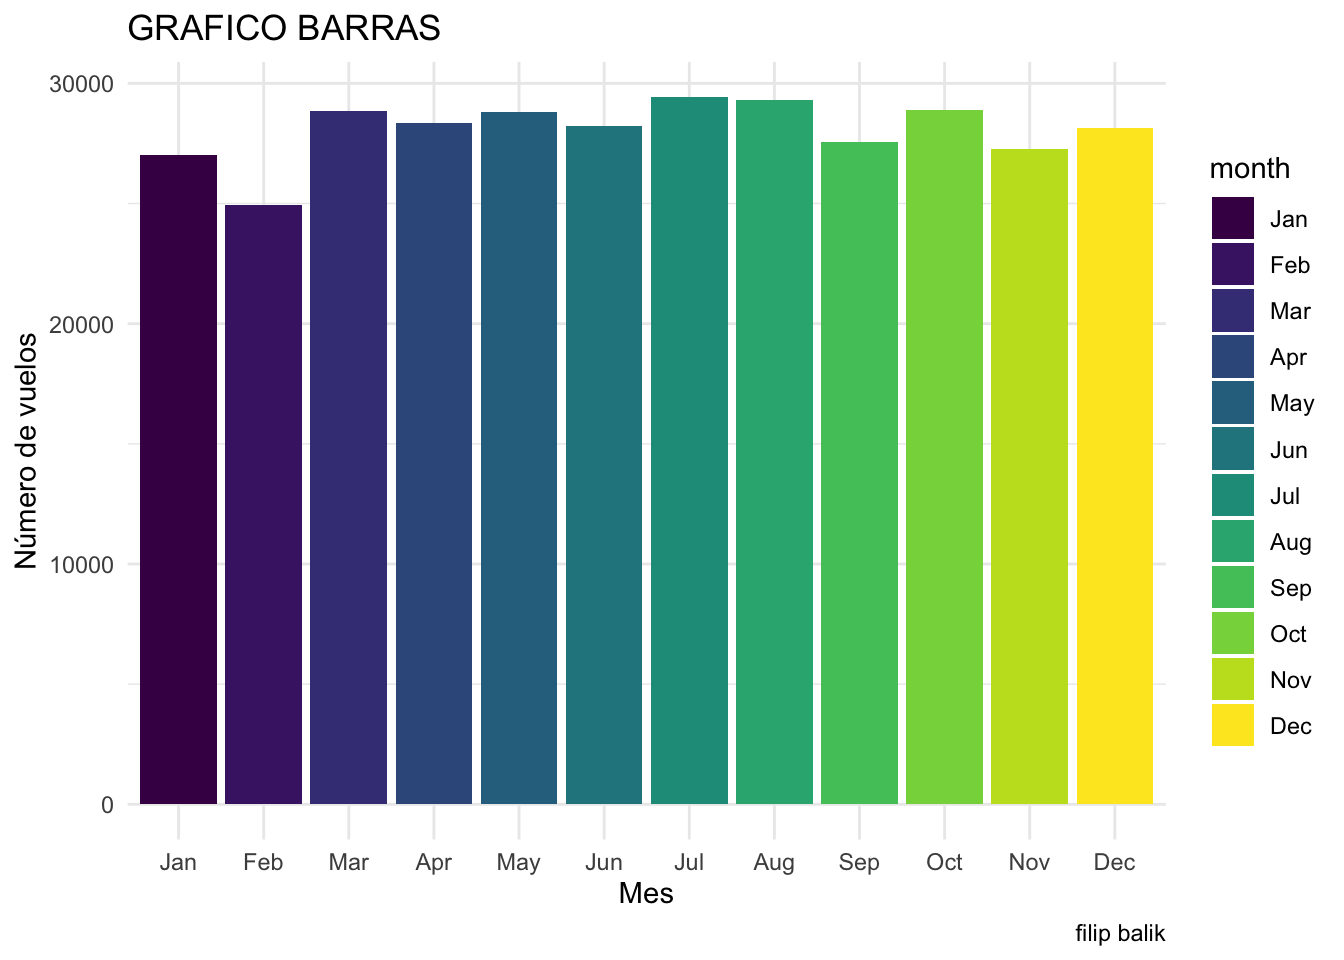 GRAFICO BARRAS
30000
20000
10000
0
Número de vuelos
Jan
Feb
Mar
Apr
May
Jun
Jul
Aug
Sep
Oct
Nov
Dec
Mes
month
Jan
Feb
Mar
Apr
May
Jun
Jul
Aug
Sep
Oct
Nov
Dec
filip balik